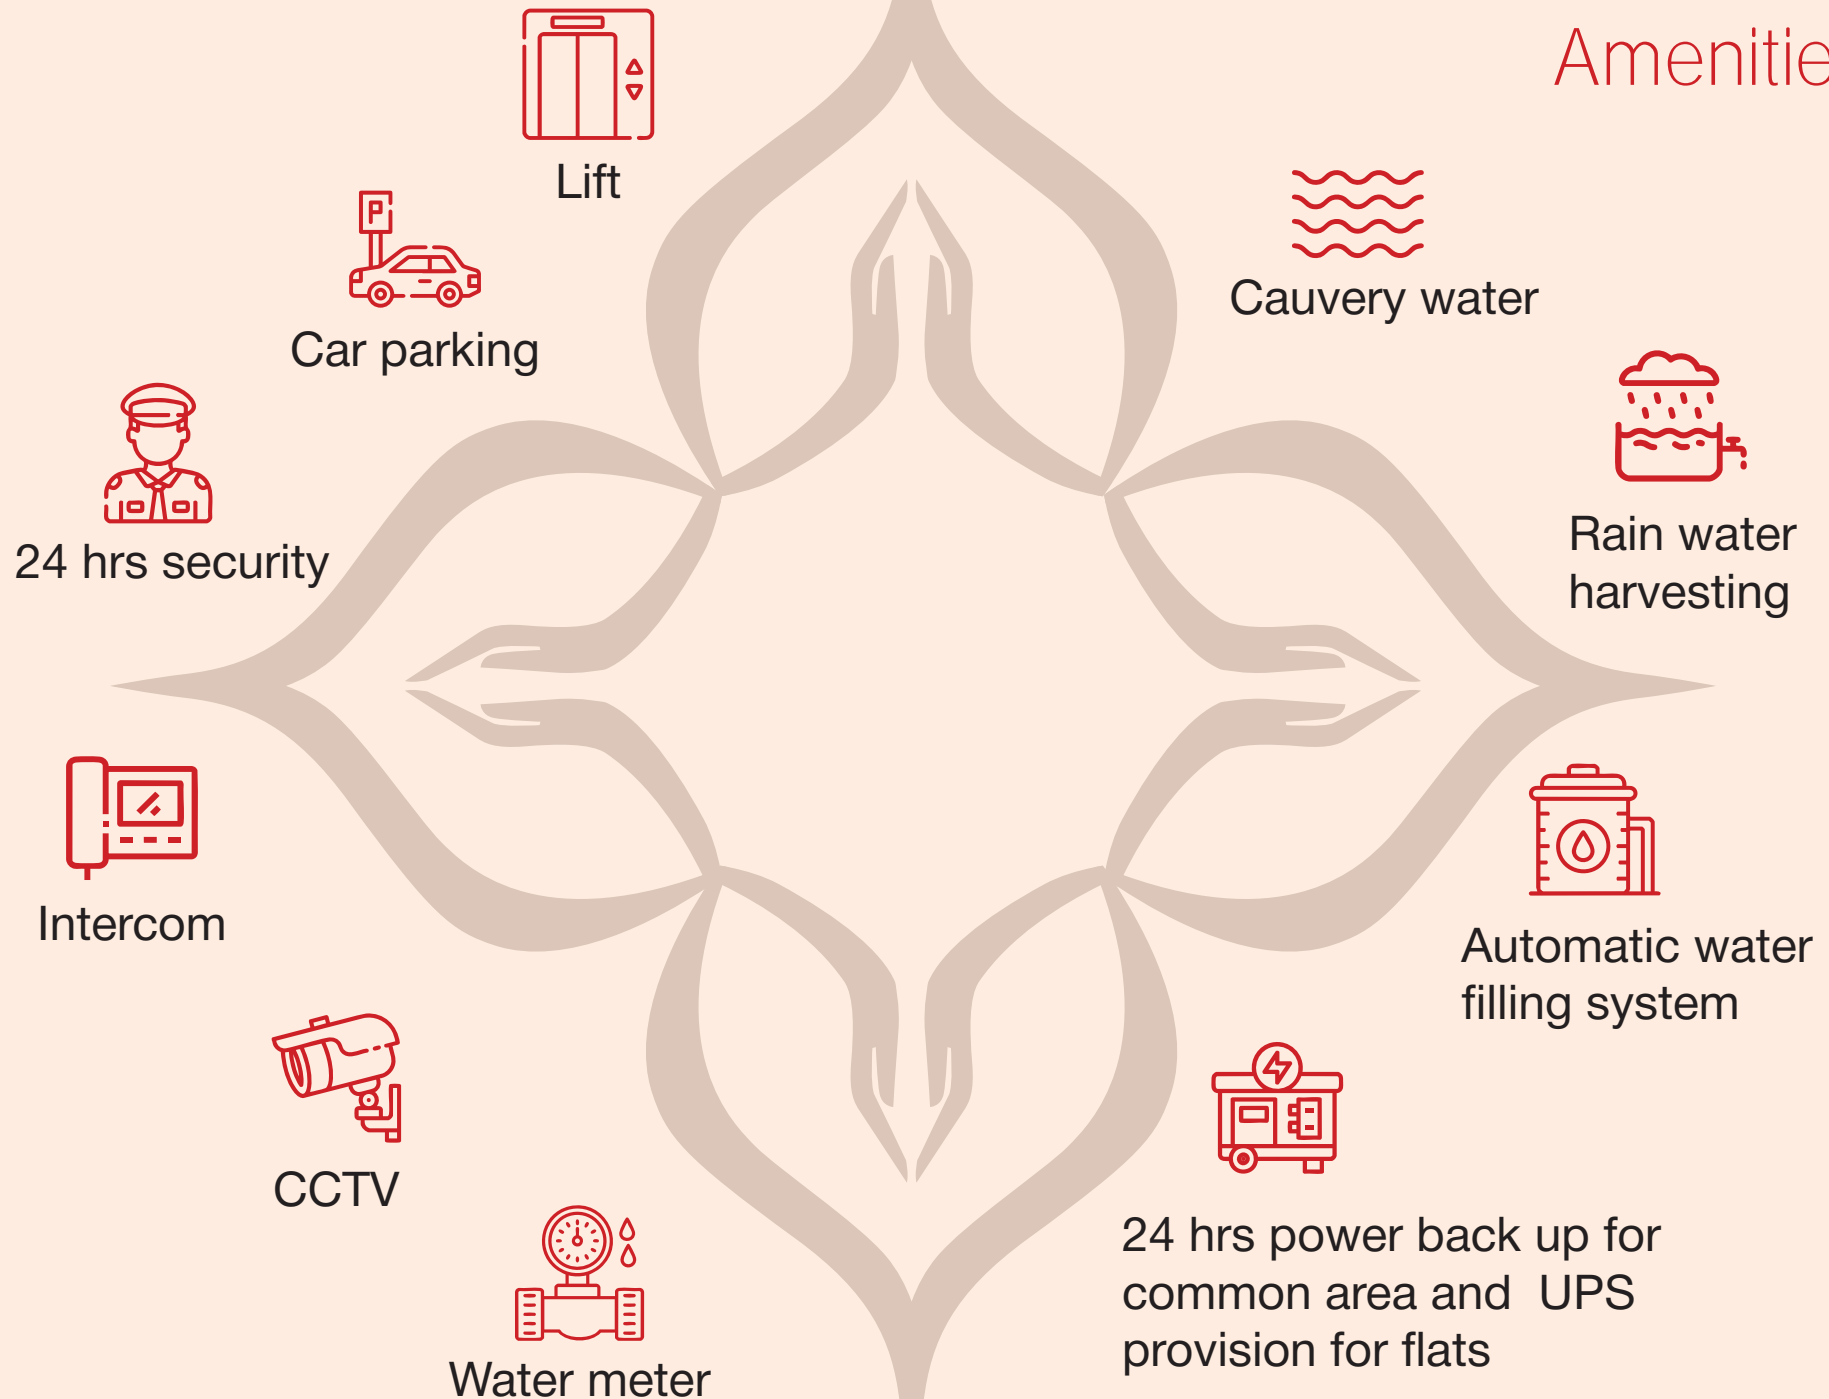 Amenitie
Lift
Car parking
24 hrs security
Intercom
CCTV
Water meter
Cauvery water
Rain water
harvesting
Automatic water
filling system
24 hrs power back up for
common area and  UPS
provision for flats
P